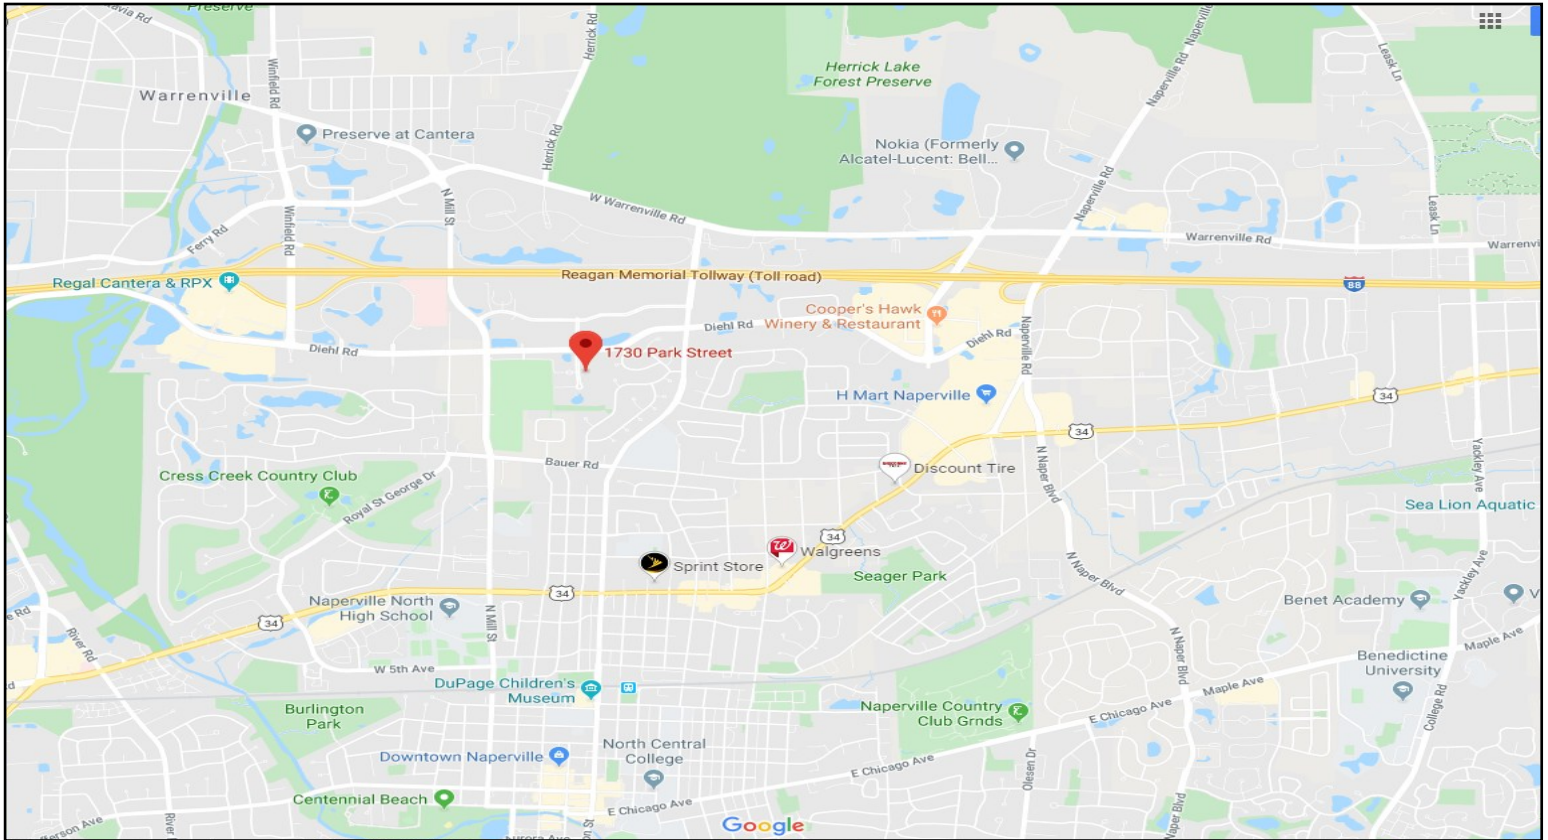 Preserve
Herrick Rd
Naperville Rd
Leask Ln
Warrenville
Winfield Rd
Herrick Lake
Forest Preserve
Naperville Rd
Preserve at Cantera
Herrick Rd
Nokia (Formerly
Alcatel-Lucent: Bell...
N Mill St
W Warrenville Rd
Naperville Rd
Leask Ln
Winfield Rd
Ferry Rd
Warrenville Rd
Regal Cantera & RPX
Reagan Memorial Tollway (Toll road)
88
Cooper's Hawk
Winery & Restaurant
Diehl Rd
Diehl Rd
Naperville Rd
Diehl Rd
1730 Park Street
H Mart Naperville
34
34
Bauer Rd
Discount Tire
N Naper Blvd
Yackley Ave
Cress Creek Country Club
Royal St George Dr
Sea Lion Aquatic
34
Walgreens
Sprint Store
Seager Park
N Naper Blvd
Yackley Ave
34
Naperville North
High School
34
N Mill St
Benet Academy
V
River Rd
W 5th Ave
N Naper Blvd
Maple Ave
Benedictine
University
DuPage Children's
Museum
Maple Ave
College Rd
Burlington
Park
Naperville Country
Club Grnds
E Chicago Ave
North Central
College
Downtown Naperville
E Chicago Ave
Olesen Dr
Centennial Beach
E Chicago Ave
Google
Naper Blvd